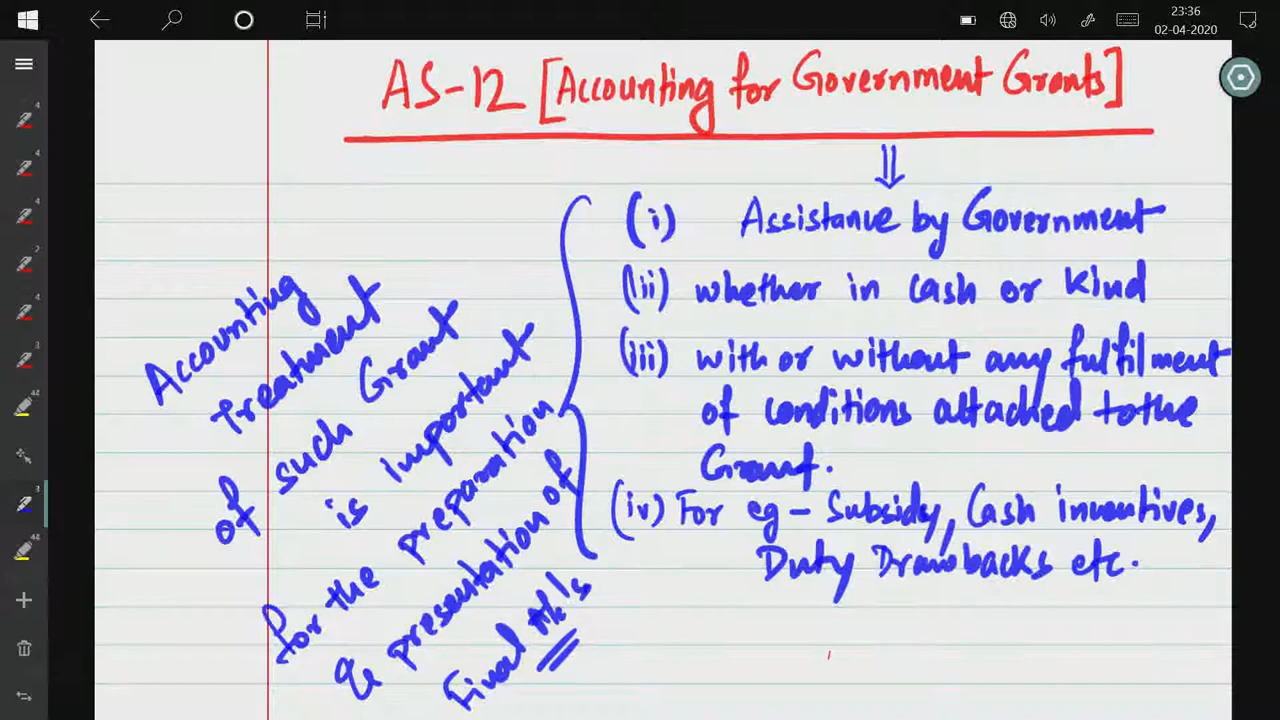 23:36
02-04-2020
AS-12 [Accounting for Government Grants]
⇓
(i) Assistance by Government
(ii) whether in cash or kind
(iii) with or without any fulfilment
of conditions attached to the
Grant.
(iv) For eg - Subsidy, Cash incentives,
Duty Drawbacks etc.
Accounting
treatment
of such Grant
is important
for the preparation
& presentation of
Final A/c's